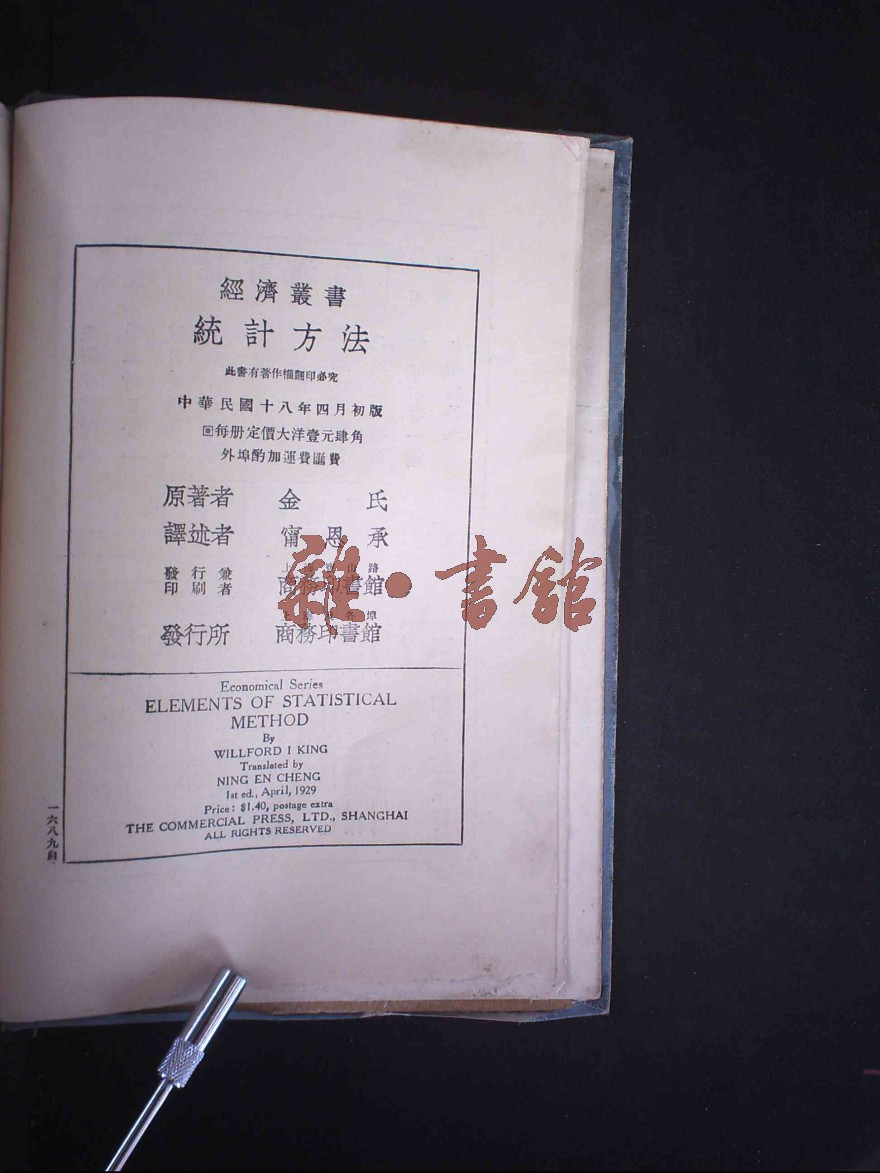 經濟叢書
統計方法
此書有著作權翻印必究
中華民國十八年四月初版
回每册定價大洋壹元肆角
外埠酌加運費匯費
原著者 金氏
譯述者 甯恩承
發行兼印刷者 商務印書館
發行所 商務印書館
雜·書館
Economical Series
ELEMENTS OF STATISTICAL
METHOD
By
WILLFORD I KING
Translated by
NING EN CHENG
1st ed., April, 1929
Price: $1.40, postage extra
THE COMMERCIAL PRESS, LTD., SHANGHAI
ALL RIGHTS RESERVED
一六八九自